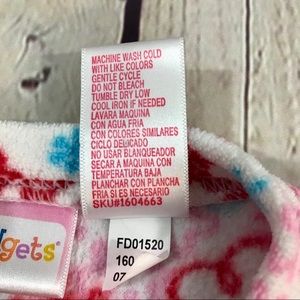 MACHINE WASH COLD
WITH LIKE COLORS
GENTLE CYCLE
DO NOT BLEACH
TUMBLE DRY LOW
COOL IRON IF NEEDED
LAVARA MAQUINA
CON AGUA FRIA
CON COLORES SIMILARES
CICLO DELICADO
NO USAR BLANQUEADOR
SECAR A MAQUINA CON
TEMPERATURA BAJA
PLANCHAR CON PLANCHA
FRIA SI ES NECESARIO
SKU#1604663
gets
FD01520
160
07